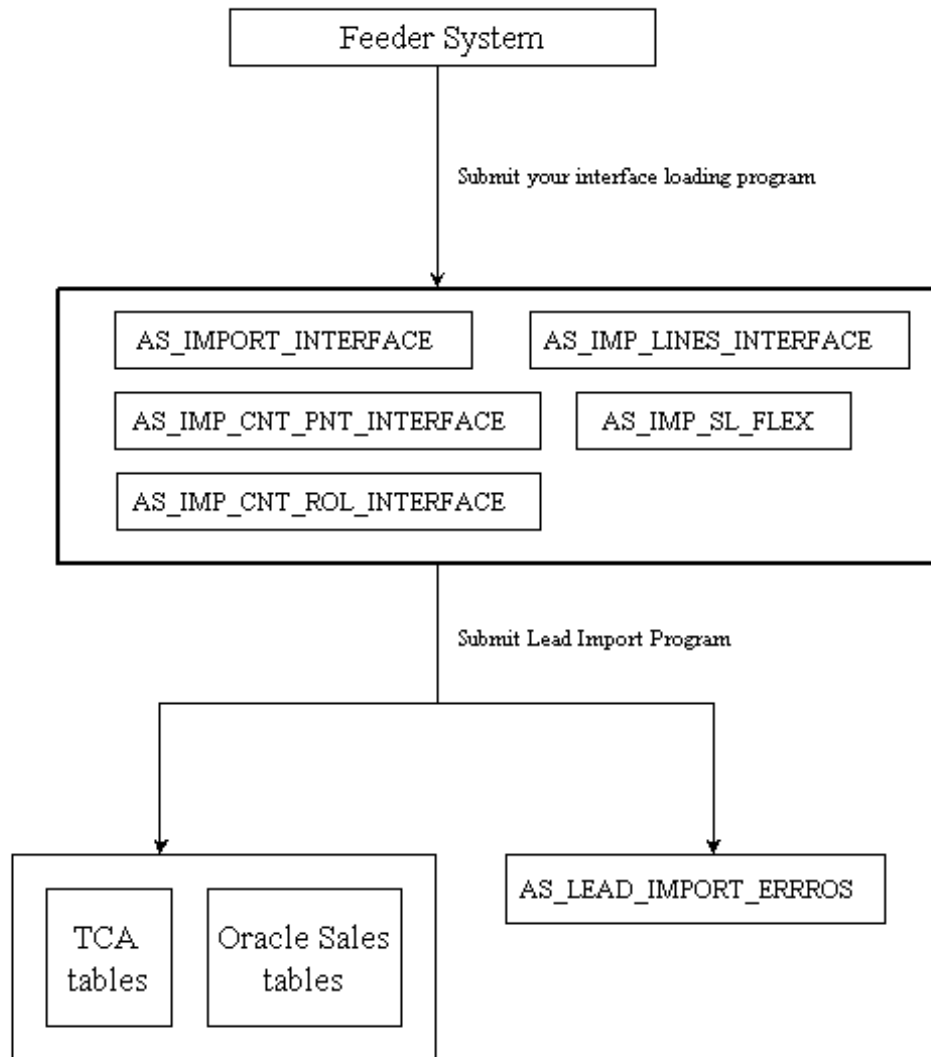 Feeder System
Submit your interface loading program
AS_IMPORT_INTERFACE
AS_IMP_LINES_INTERFACE
AS_IMP_CNT_PNT_INTERFACE
AS_IMP_SL_FLEX
AS_IMP_CNT_ROL_INTERFACE
Submit Lead Import Program
TCA
tables
Oracle Sales
tables
AS_LEAD_IMPORT_ERRROS